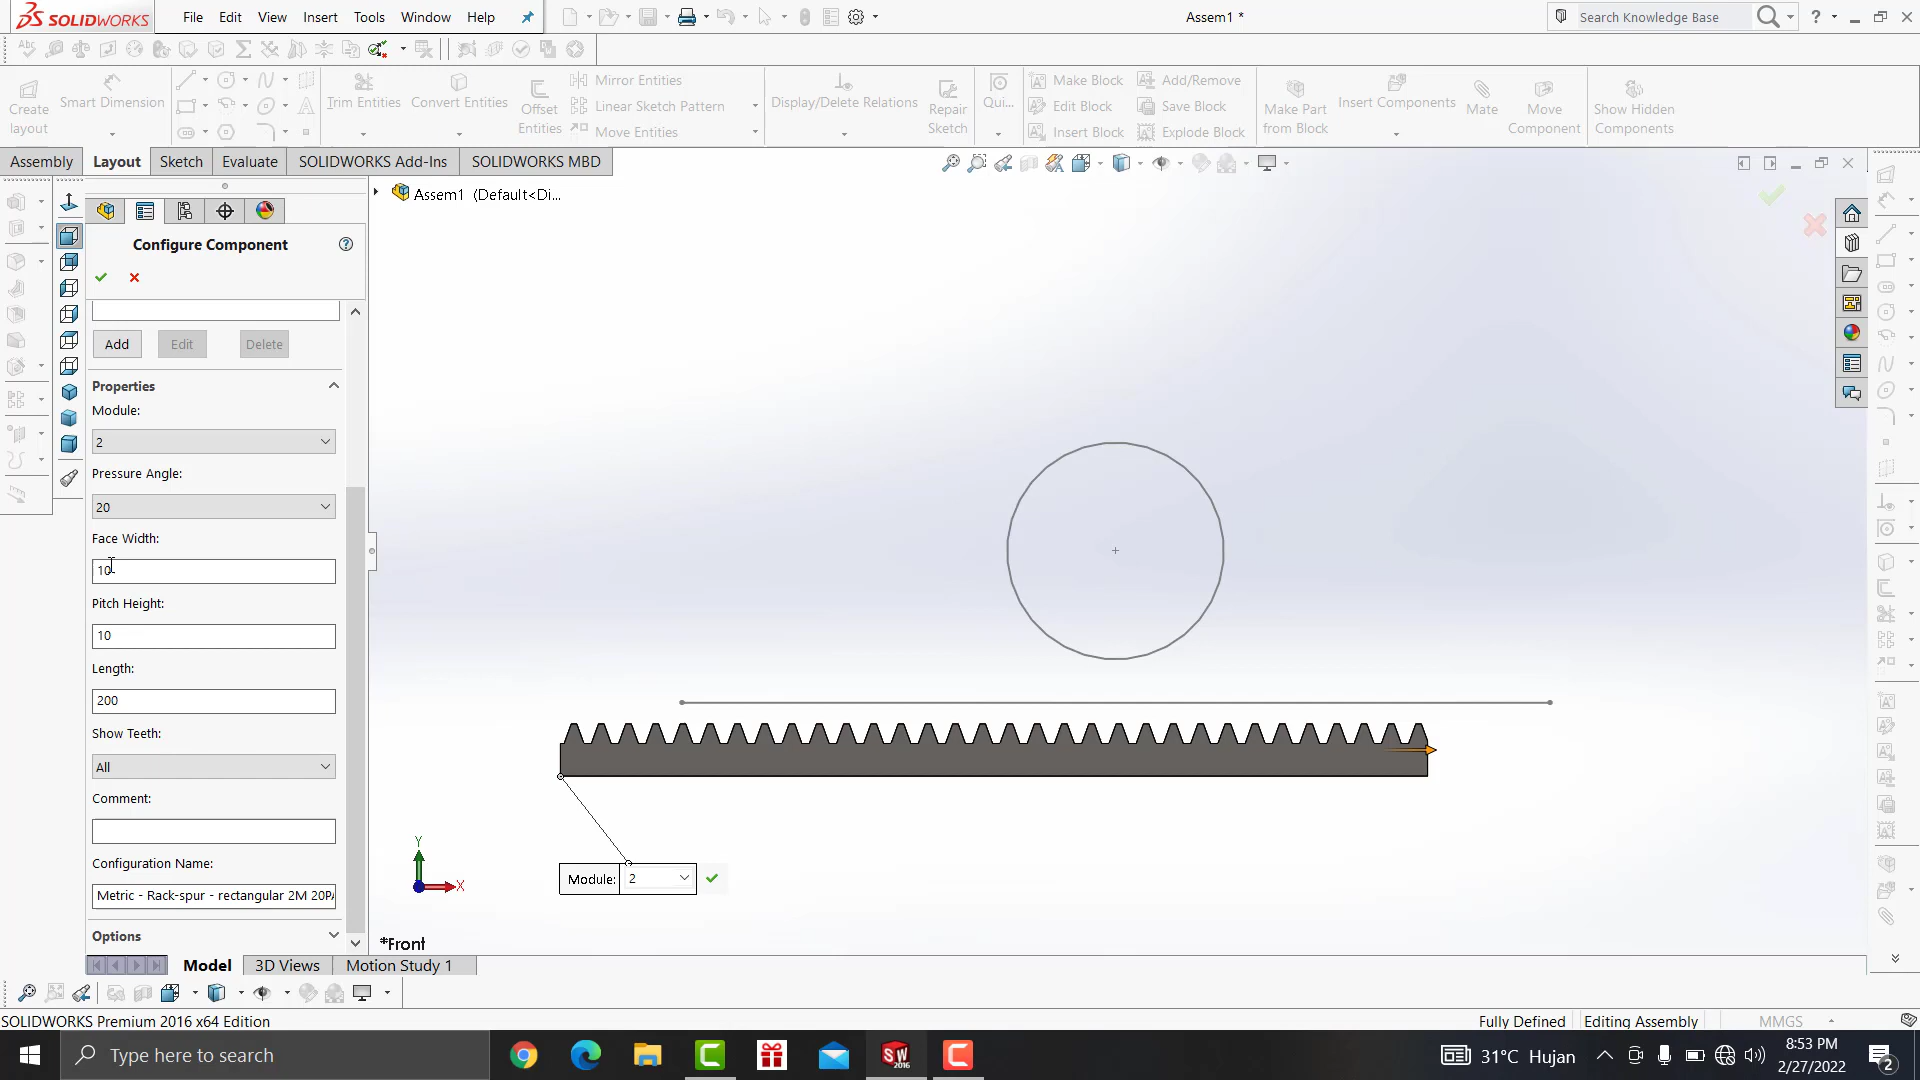 SOLIDWORKS File Edit View Insert Tools Window Help Assem1 * Search Knowledge Base
Create layout Smart Dimension Trim Entities Convert Entities Offset Entities Mirror Entities Linear Sketch Pattern Move Entities Display/Delete Relations Repair Sketch Qui... Make Block Edit Block Insert Block Add/Remove Save Block Explode Block Make Part from Block Insert Components Mate Move Component Show Hidden Components
Assembly Layout Sketch Evaluate SOLIDWORKS Add-Ins SOLIDWORKS MBD
Assem1 (Default<Di...
Configure Component
Add Edit Delete
Properties
Module:
2
Pressure Angle:
20
Face Width:
10
Pitch Height:
10
Length:
200
Show Teeth:
All
Comment:
Configuration Name:
Metric - Rack-spur - rectangular 2M 20PA
Options
Module: 2
Y
X
*Front
Model 3D Views Motion Study 1
SOLIDWORKS Premium 2016 x64 Edition Fully Defined Editing Assembly MMGS
Type here to search 31°C Hujan 8:53 PM
2/27/2022
2